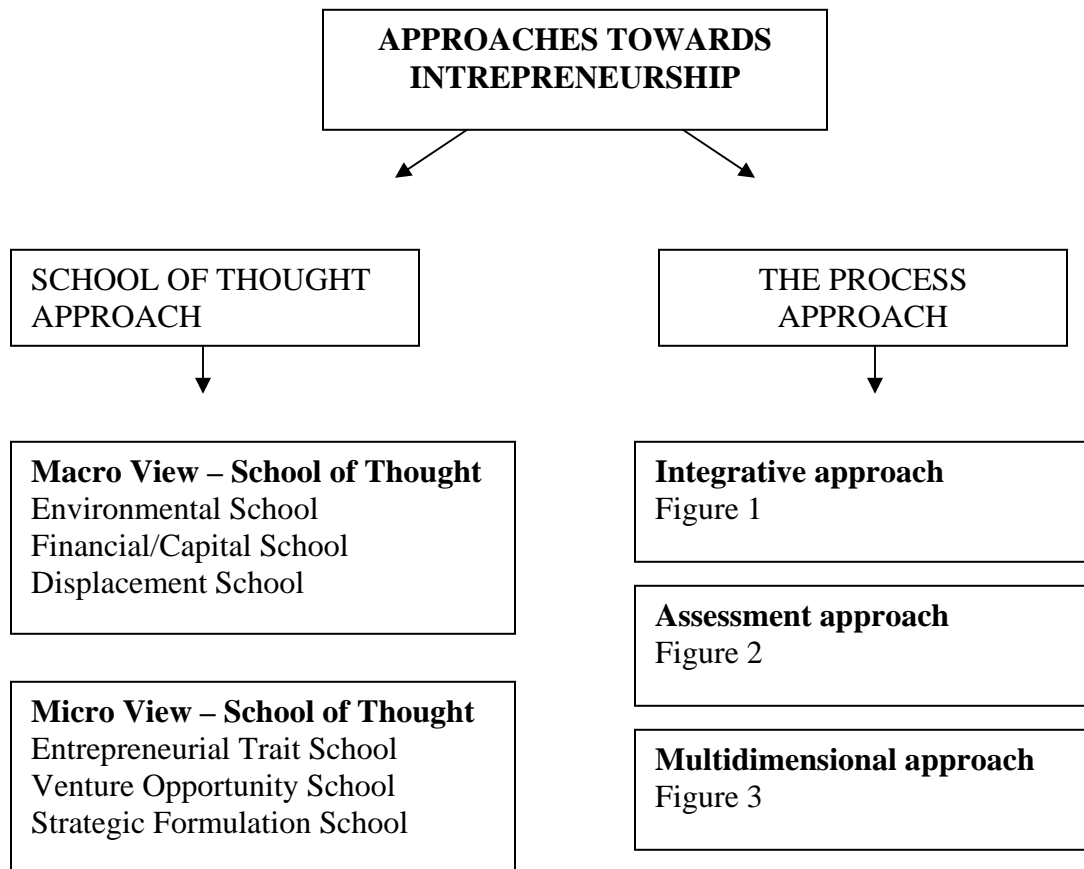 APPROACHES TOWARDS
INTREPRENEURSHIP
SCHOOL OF THOUGHT
APPROACH
THE PROCESS
APPROACH
Macro View – School of Thought
Environmental School
Financial/Capital School
Displacement School
Micro View – School of Thought
Entrepreneurial Trait School
Venture Opportunity School
Strategic Formulation School
Integrative approach
Figure 1
Assessment approach
Figure 2
Multidimensional approach
Figure 3